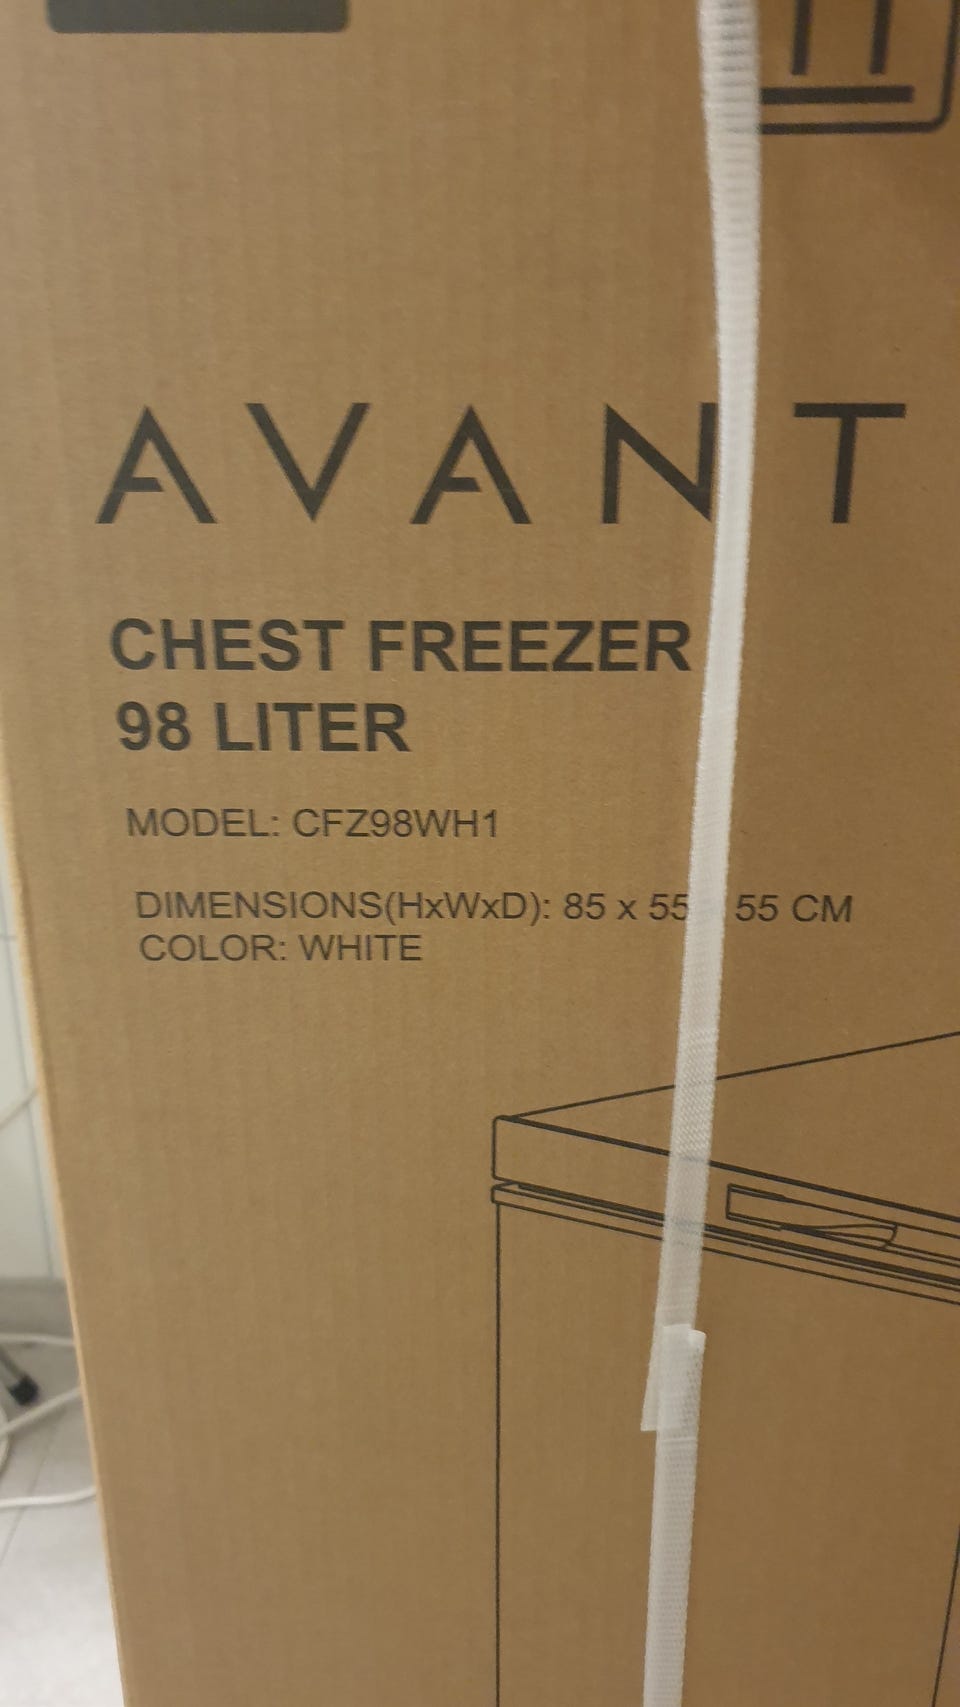 AVANT
CHEST FREEZER
98 LITER
MODEL: CFZ98WH1
DIMENSIONS(HxWxD): 85 x 55 55 CM
COLOR: WHITE